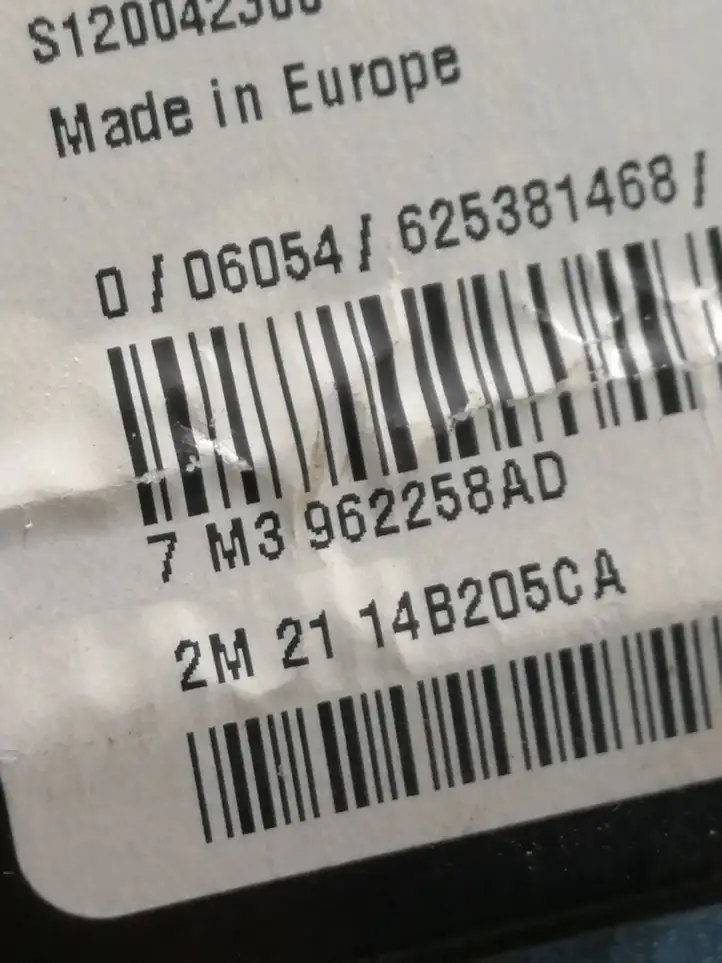 Made in Europe
0 / 06054 / 625381468 /
7 M3 962258AD
2M 21 14B205CA